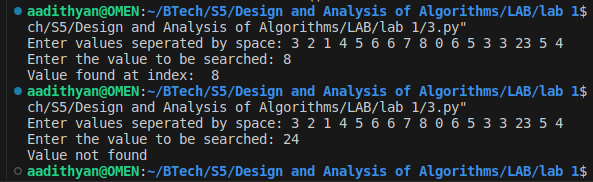 aadithyan@OMEN:~/BTech/S5/Design and Analysis of Algorithms/LAB/lab 1$
ch/S5/Design and Analysis of Algorithms/LAB/lab 1/3.py"
Enter values seperated by space: 3 2 1 4 5 6 6 7 8 0 6 5 3 3 23 5 4
Enter the value to be searched: 8
Value found at index:  8
aadithyan@OMEN:~/BTech/S5/Design and Analysis of Algorithms/LAB/lab 1$
ch/S5/Design and Analysis of Algorithms/LAB/lab 1/3.py"
Enter values seperated by space: 3 2 1 4 5 6 6 7 8 0 6 5 3 3 23 5 4
Enter the value to be searched: 24
Value not found
aadithyan@OMEN:~/BTech/S5/Design and Analysis of Algorithms/LAB/lab 1$